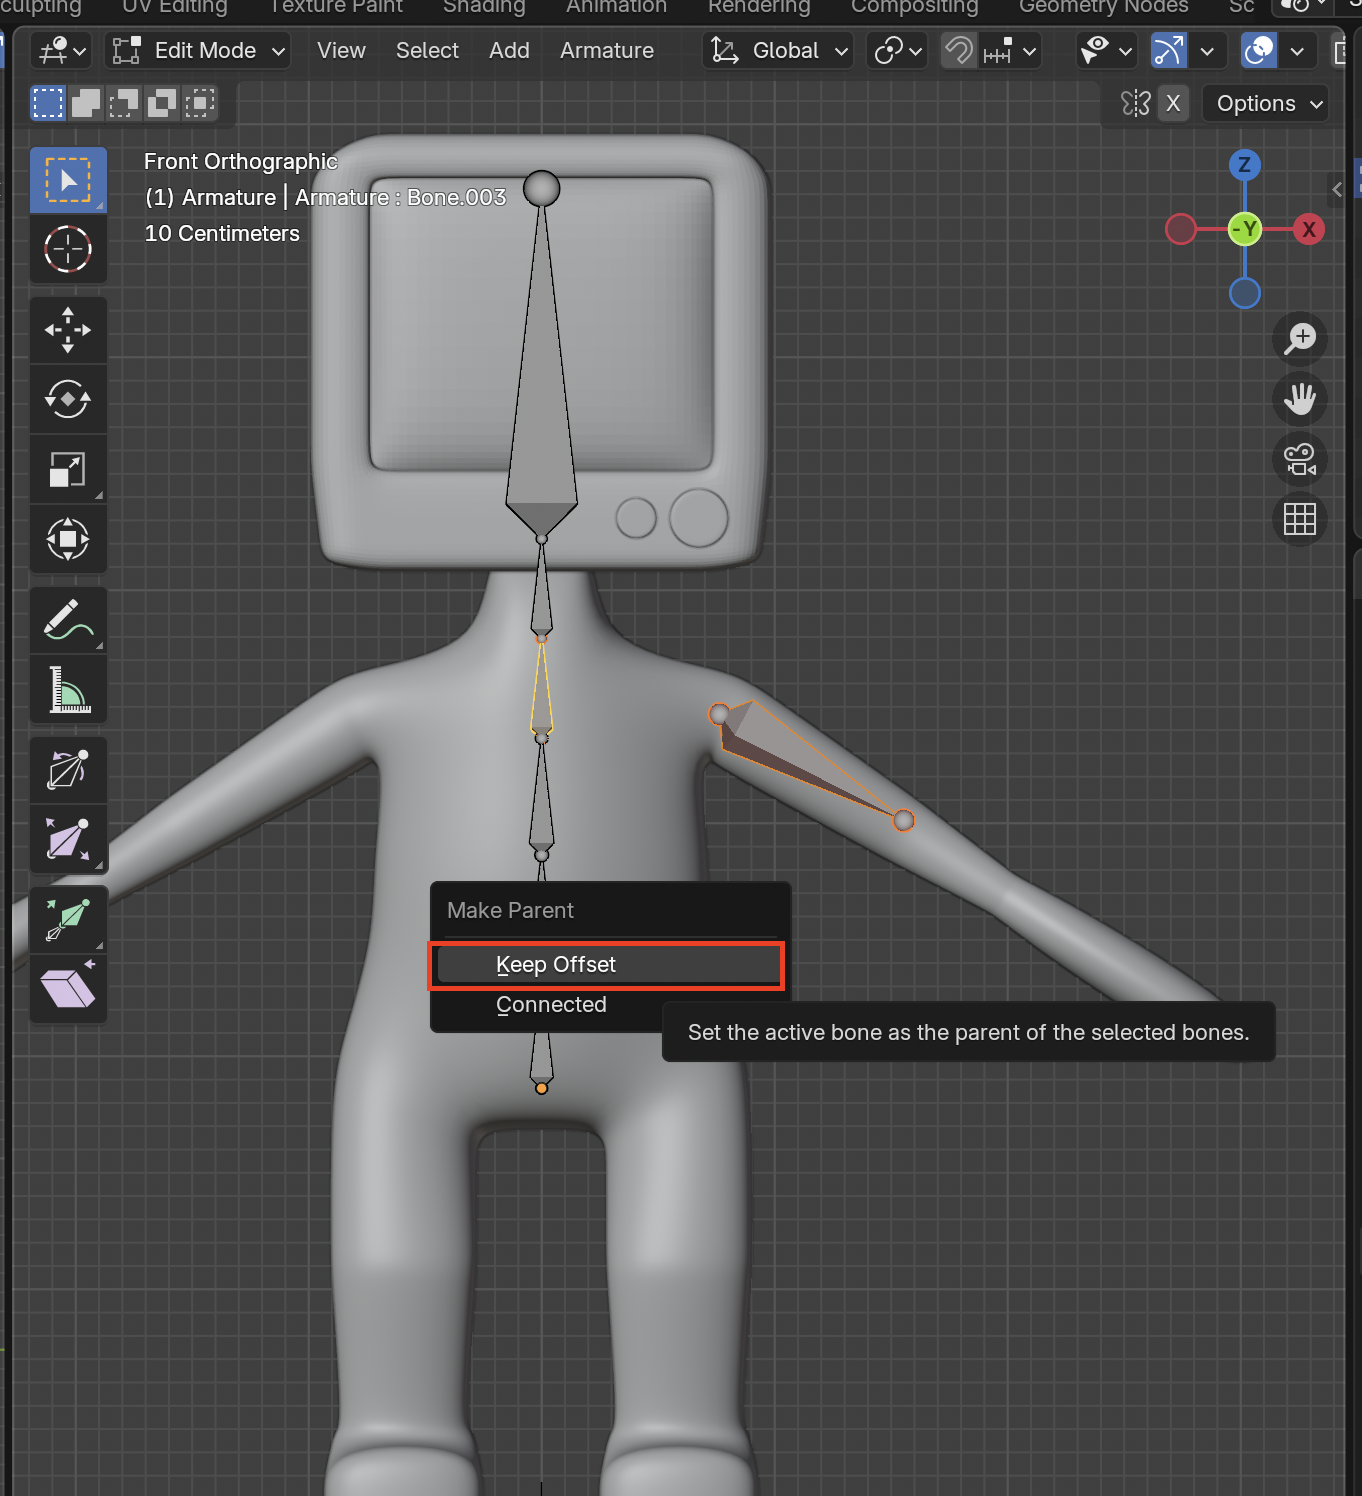 culpting UV Editing Texture Paint Shading Animation Rendering Compositing Geometry Nodes Sc
Edit Mode View Select Add Armature Global
X Options
Front Orthographic
(1) Armature | Armature : Bone.003
10 Centimeters
Z
-Y X
Make Parent
Keep Offset
Connected
Set the active bone as the parent of the selected bones.